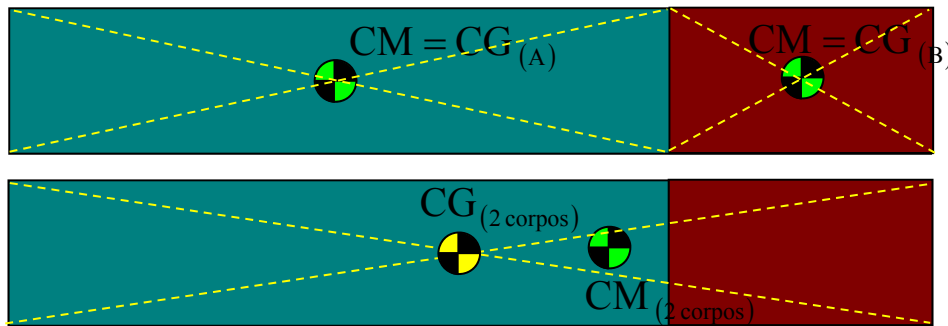 CM = CG(A)
CM = CG(B)
CG(2 corpos)
CM(2 corpos)